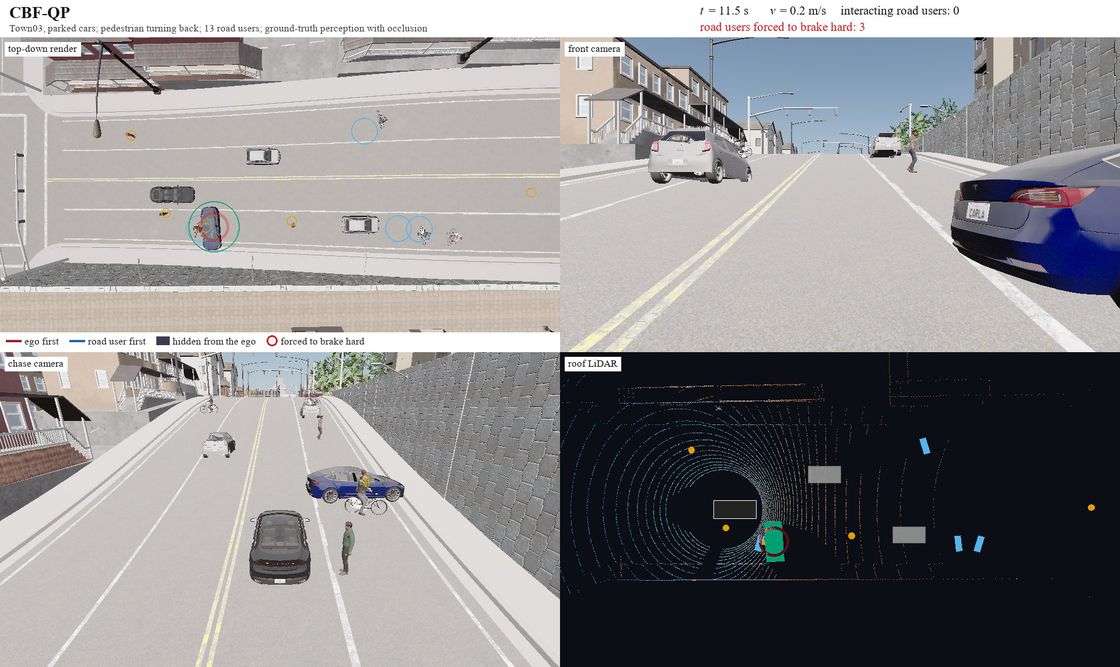 CBF-QP
Town03, parked cars; pedestrian turning back; 13 road users; ground-truth perception with occlusion
t = 11.5 s v = 0.2 m/s interacting road users: 0
road users forced to brake hard: 3
top-down render
front camera
CARLA
ego first
road user first
hidden from the ego
forced to brake hard
chase camera
roof LiDAR